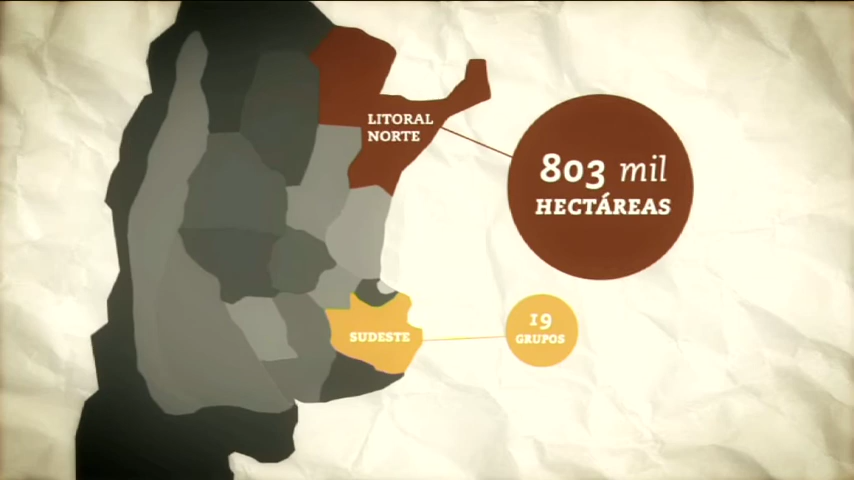 LITORAL
NORTE
803 mil
HECTÁREAS
SUDESTE
19
GRUPOS